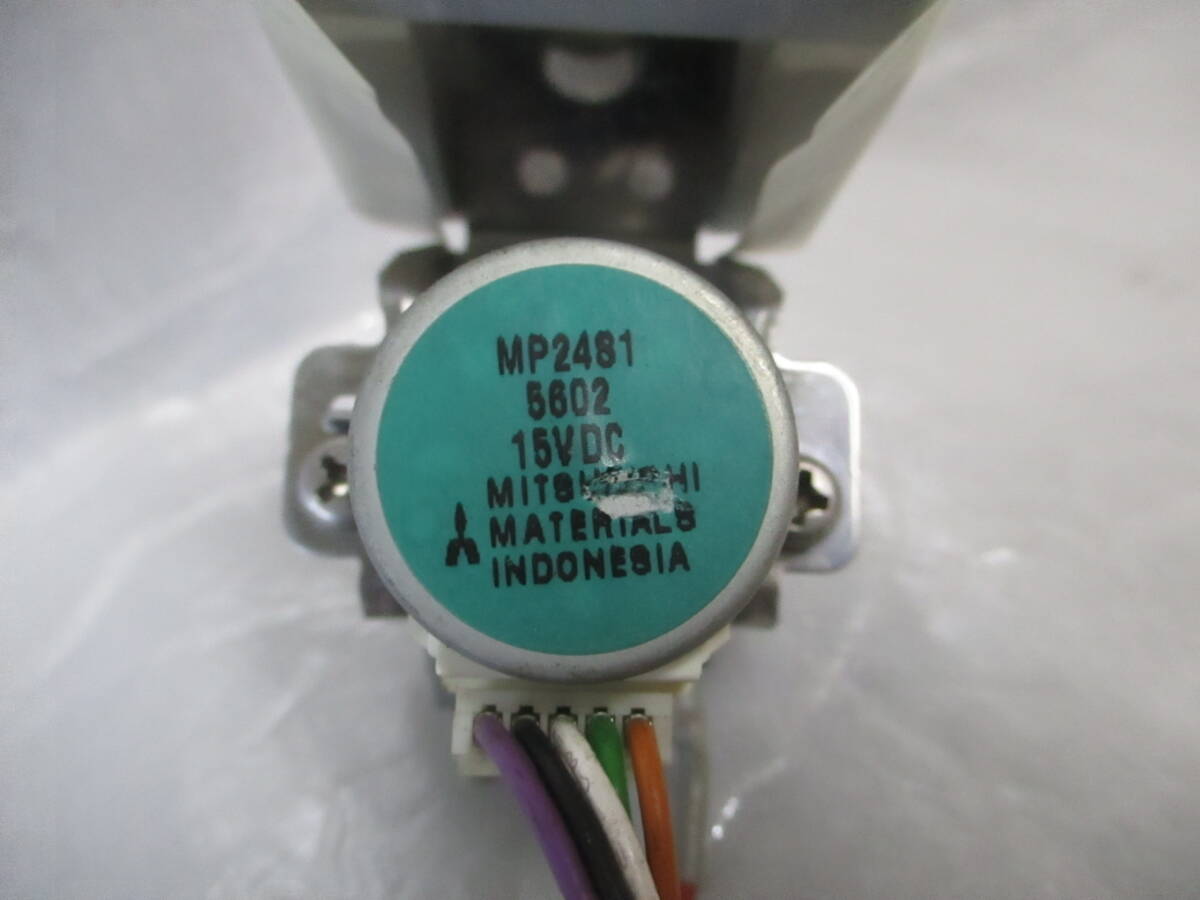 MP2481
5602
15VDC
MATERIALS
INDONESIA